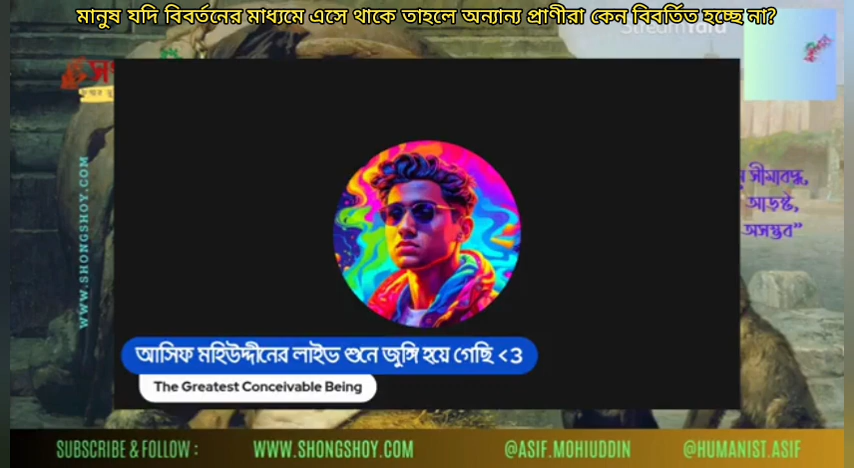 মানুষ যদি বিবর্তনের মাধ্যমে এসে থাকে তাহলে অন্যান্য প্রাণীরা কেন বিবর্তিত হচ্ছে না?
StreamYard
WWW.SHONGSHOY.COM
সীমাবদ্ধ,
আড়ষ্ট,
অসম্ভব”
আসিফ মহিউদ্দীনের লাইভ শুনে জুঙ্গি হয়ে গেছি <3
The Greatest Conceivable Being
SUBSCRIBE & FOLLOW : WWW.SHONGSHOY.COM @ASIF.MOHIUDDIN @HUMANIST.ASIF